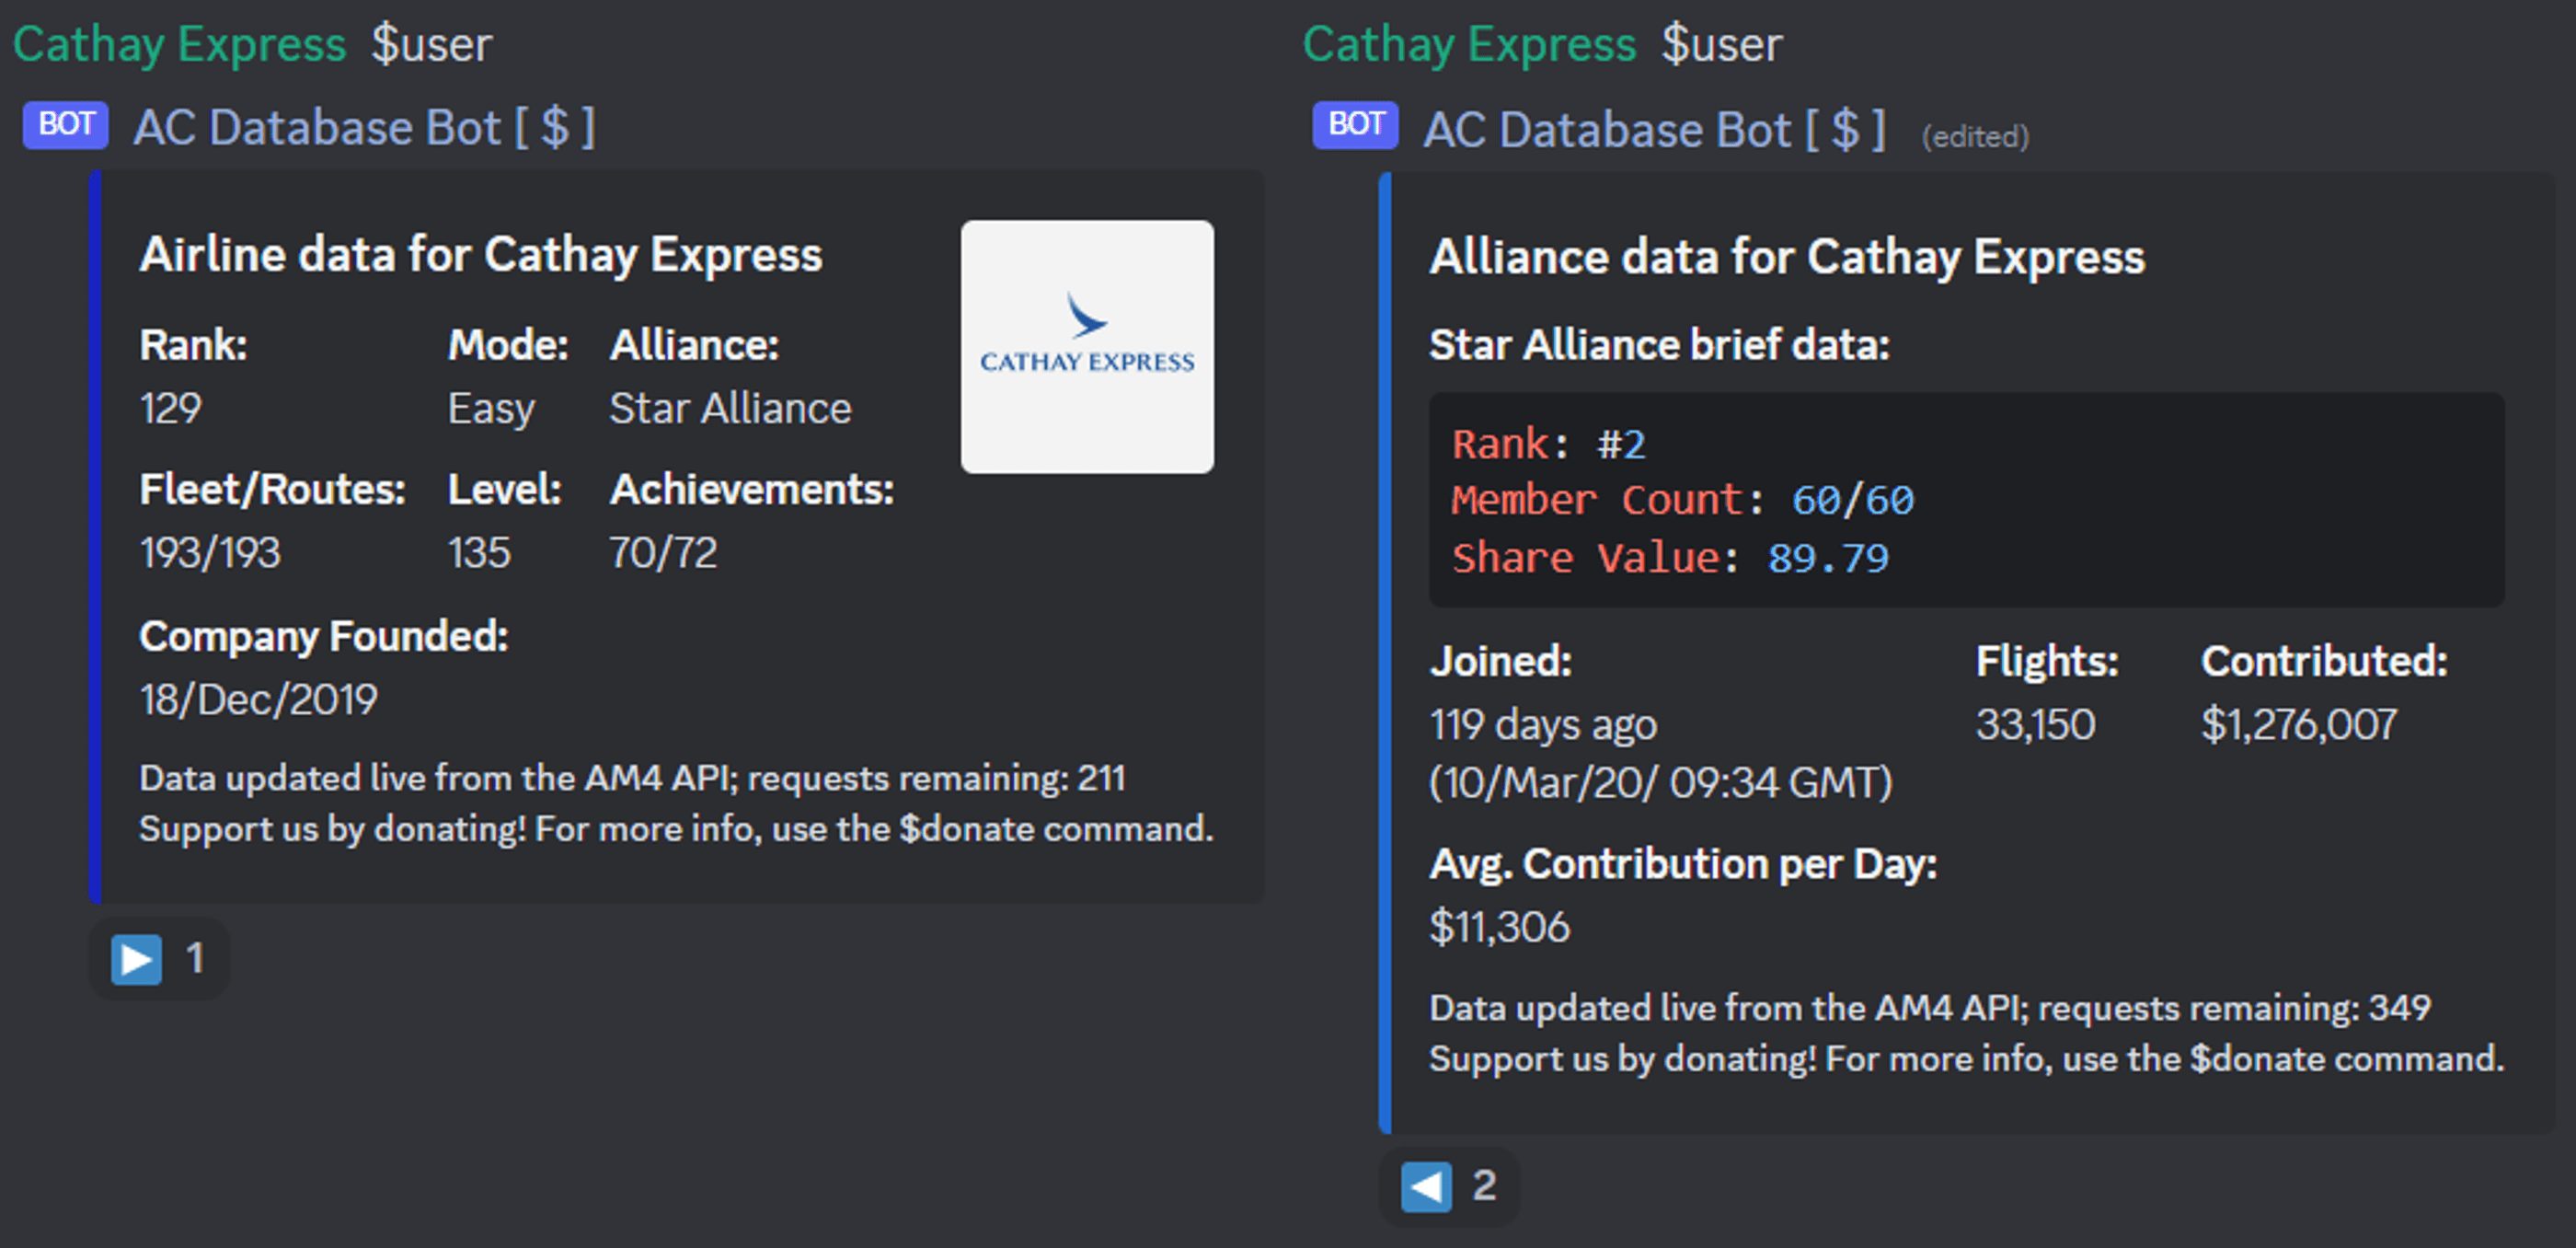 Cathay Express $user
BOT AC Database Bot [ $ ]
Airline data for Cathay Express
CATHAY EXPRESS
Rank: Mode: Alliance:
129 Easy Star Alliance
Fleet/Routes: Level: Achievements:
193/193 135 70/72
Company Founded:
18/Dec/2019
Data updated live from the AM4 API; requests remaining: 211
Support us by donating! For more info, use the $donate command.
1
Cathay Express $user
BOT AC Database Bot [ $ ] (edited)
Alliance data for Cathay Express
Star Alliance brief data:
Rank: #2
Member Count: 60/60
Share Value: 89.79
Joined: Flights: Contributed:
119 days ago 33,150 $1,276,007
(10/Mar/20/ 09:34 GMT)
Avg. Contribution per Day:
$11,306
Data updated live from the AM4 API; requests remaining: 349
Support us by donating! For more info, use the $donate command.
2